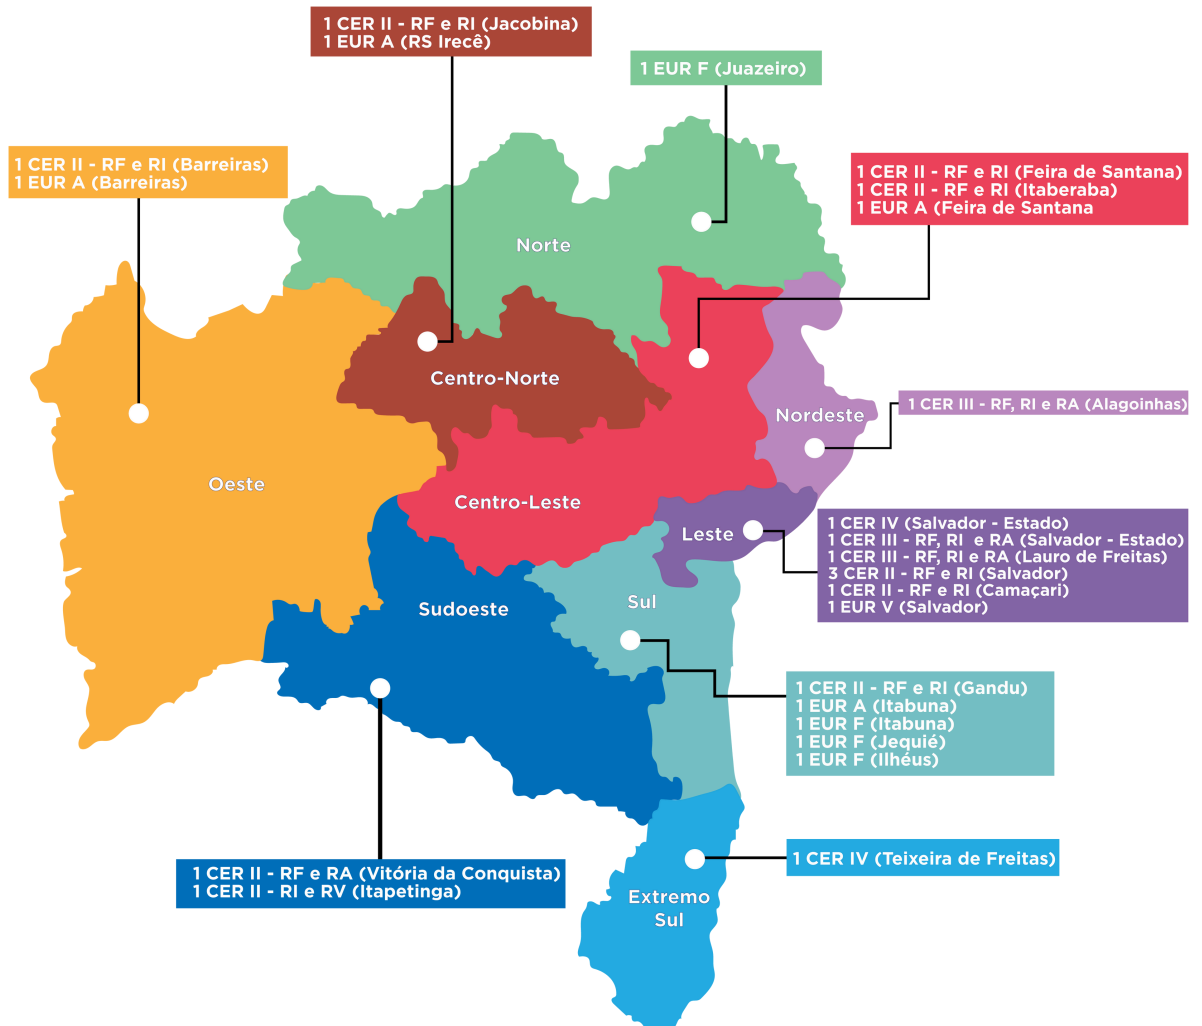 1 CER II - RF e RI (Jacobina)
1 EUR A (RS Irecê)
1 EUR F (Juazeiro)
1 CER II - RF e RI (Barreiras)
1 EUR A (Barreiras)
1 CER II - RF e RI (Feira de Santana)
1 CER II - RF e RI (Itaberaba)
1 EUR A (Feira de Santana
Norte
Centro-Norte
Nordeste
1 CER III - RF, RI e RA (Alagoinhas)
Oeste
Centro-Leste
Leste
1 CER IV (Salvador - Estado)
1 CER III - RF, RI e RA (Salvador - Estado)
1 CER III - RF, RI e RA (Lauro de Freitas)
3 CER II - RF e RI (Salvador)
1 CER II - RF e RI (Camaçari)
1 EUR V (Salvador)
Sudoeste
Sul
1 CER II - RF e RI (Gandu)
1 EUR A (Itabuna)
1 EUR F (Itabuna)
1 EUR F (Jequié)
1 EUR F (Ilhéus)
1 CER II - RF e RA (Vitória da Conquista)
1 CER II - RI e RV (Itapetinga)
1 CER IV (Teixeira de Freitas)
Extremo
Sul